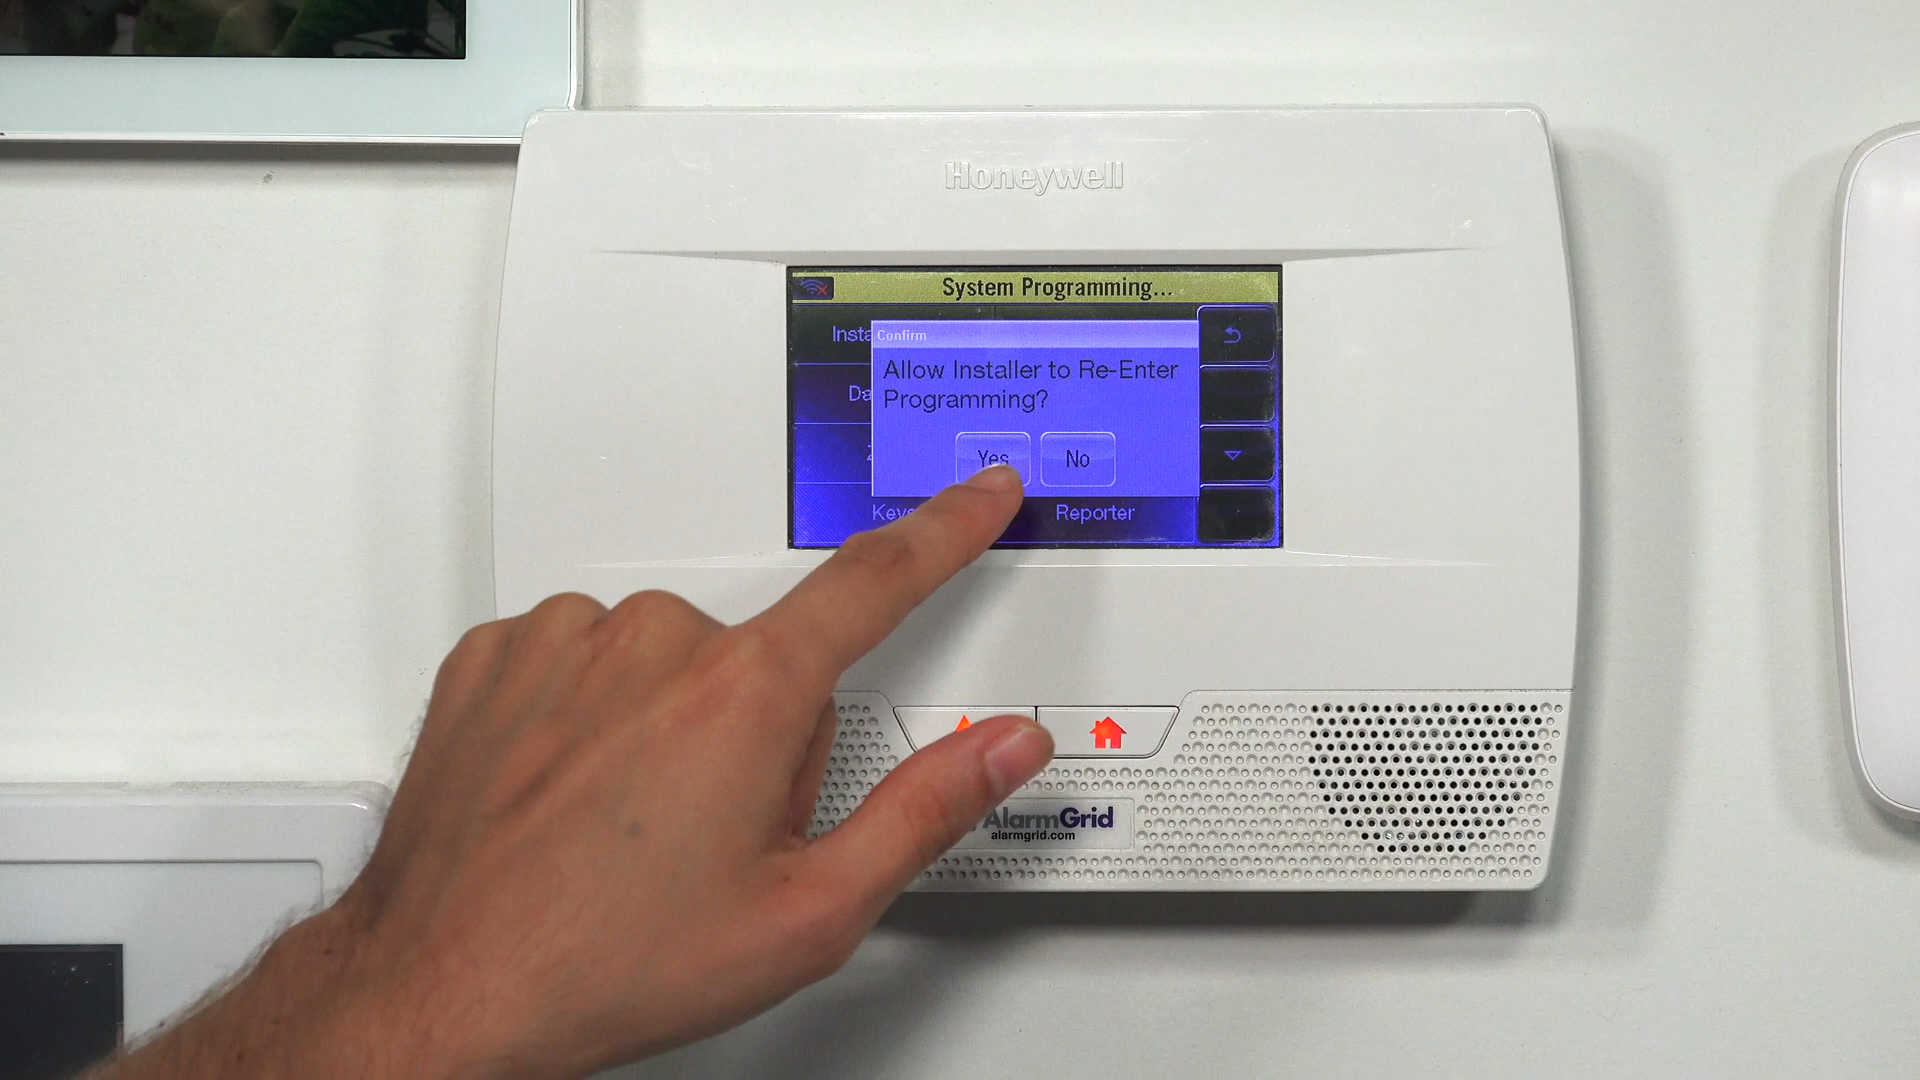 Honeywell
System Programming...
Confirm
Allow Installer to Re-Enter
Programming?
Yes
No
Reporter
AlarmGrid
alarmgrid.com